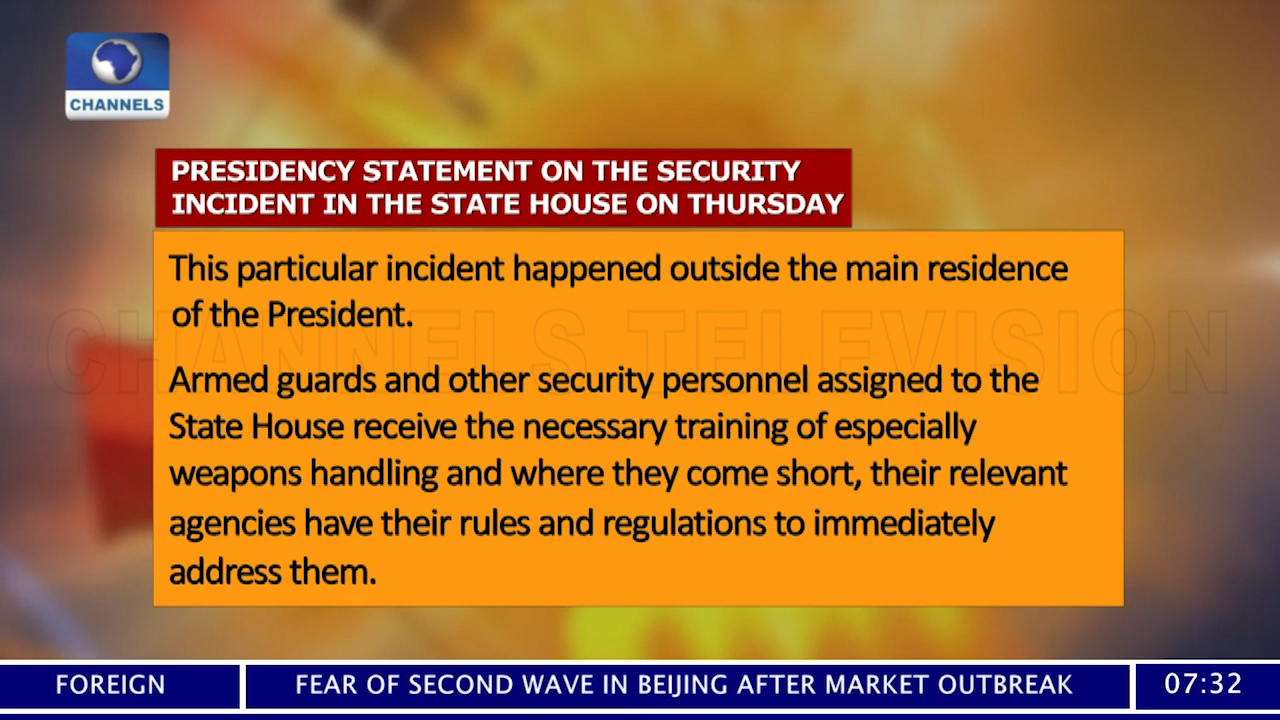 CHANNELS
PRESIDENCY STATEMENT ON THE SECURITY
INCIDENT IN THE STATE HOUSE ON THURSDAY
This particular incident happened outside the main residence
of the President.
CHANNELS TELEVISION
Armed guards and other security personnel assigned to the
State House receive the necessary training of especially
weapons handling and where they come short, their relevant
agencies have their rules and regulations to immediately
address them.
FOREIGN
FEAR OF SECOND WAVE IN BEIJING AFTER MARKET OUTBREAK
07:32